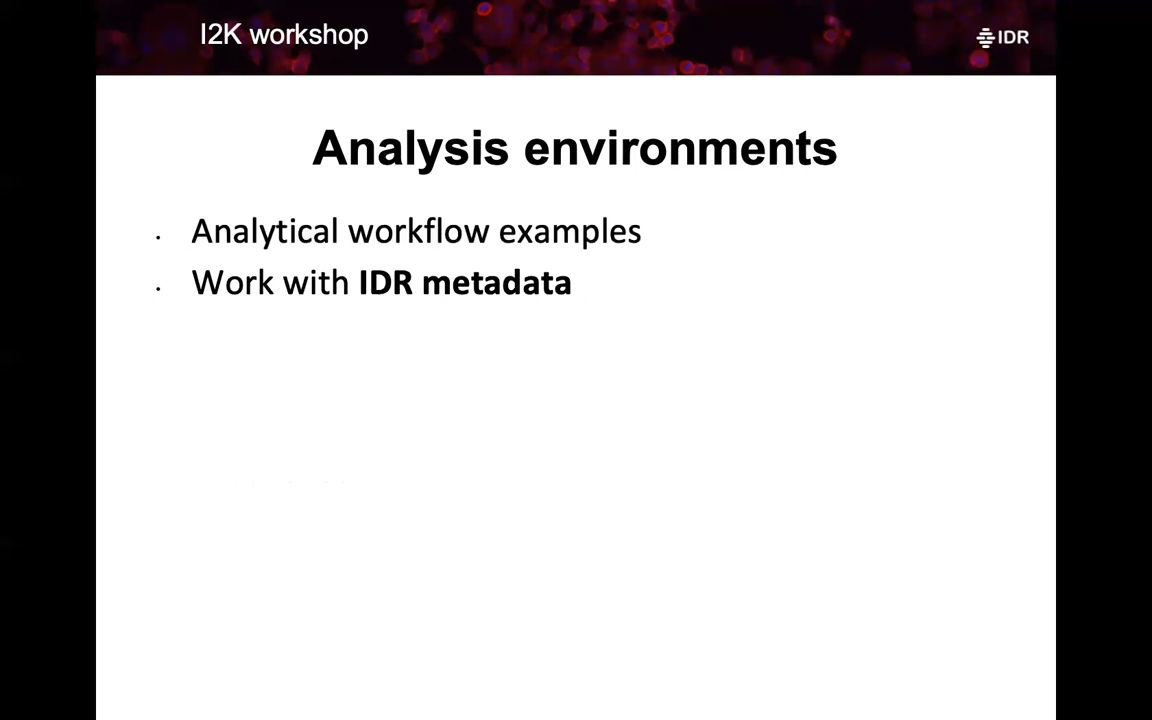 I2K workshop
IDR
Analysis environments
· Analytical workflow examples
· Work with IDR metadata